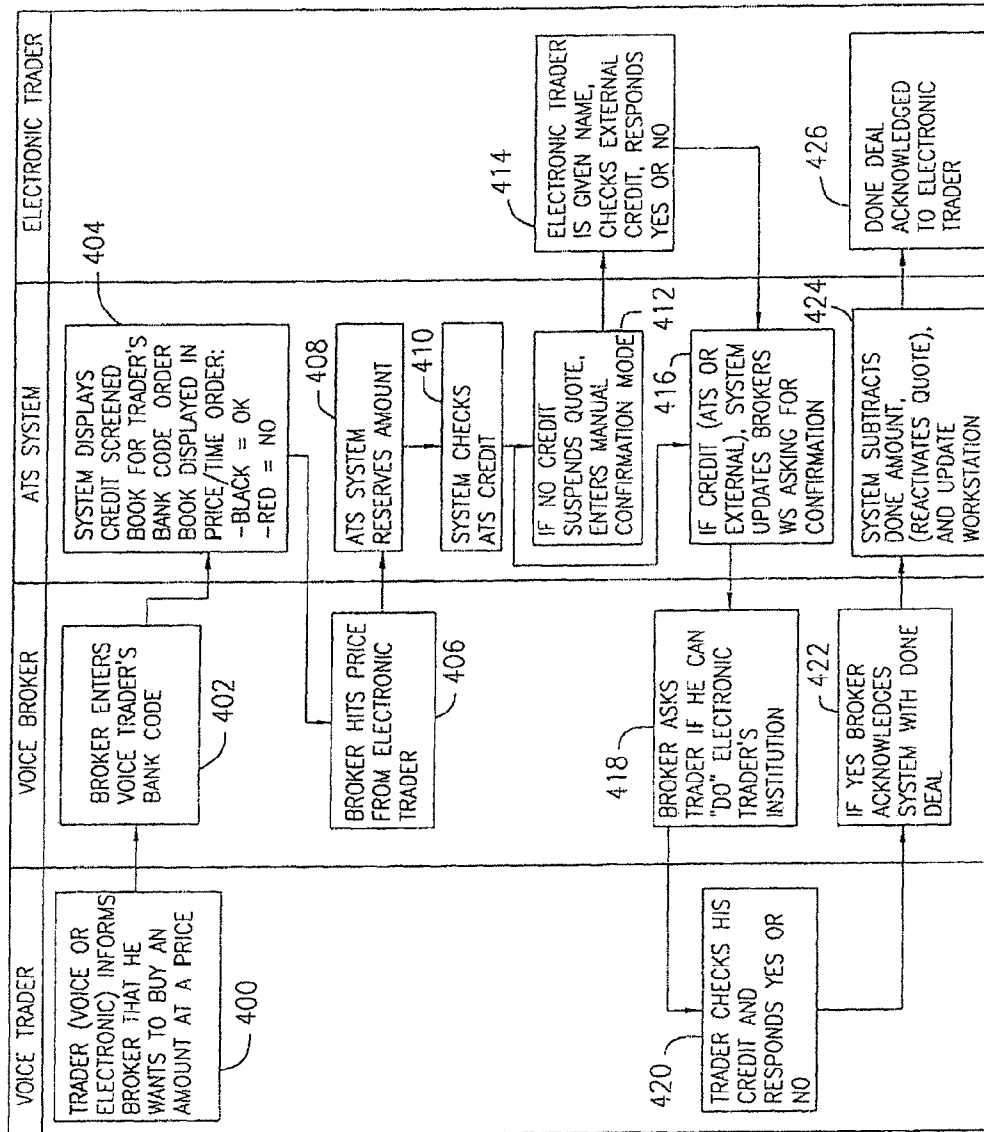 VOICE TRADER
VOICE BROKER
ATS SYSTEM
ELECTRONIC TRADER
TRADER (VOICE OR
ELECTRONIC) INFORMS
BROKER THAT HE
WANTS TO BUY AN
AMOUNT AT A PRICE
400
BROKER ENTERS
VOICE TRADER'S
BANK CODE
402
SYSTEM DISPLAYS
CREDIT SCREENED
BOOK FOR TRADER'S
BANK CODE ORDER
BOOK DISPLAYED IN
PRICE/TIME ORDER:
-BLACK = OK
-RED = NO
404
BROKER HITS PRICE
FROM ELECTRONIC
TRADER
406
ATS SYSTEM
RESERVES AMOUNT
408
SYSTEM CHECKS
ATS CREDIT
410
IF NO CREDIT
SUSPENDS QUOTE,
ENTERS MANUAL
CONFIRMATION MODE
412
ELECTRONIC TRADER
IS GIVEN NAME,
CHECKS EXTERNAL
CREDIT, RESPONDS
YES OR NO
414
IF CREDIT (ATS OR
EXTERNAL), SYSTEM
UPDATES BROKERS
WS ASKING FOR
CONFIRMATION
416
BROKER ASKS
TRADER IF HE CAN
"DO" ELECTRONIC
TRADER'S
INSTITUTION
418
TRADER CHECKS HIS
CREDIT AND
RESPONDS YES OR
NO
420
IF YES BROKER
ACKNOWLEDGES
SYSTEM WITH DONE
DEAL
422
SYSTEM SUBTRACTS
DONE AMOUNT,
(REACTIVATES QUOTE),
AND UPDATE
WORKSTATION
424
DONE DEAL
ACKNOWLEDGED
TO ELECTRONIC
TRADER
426